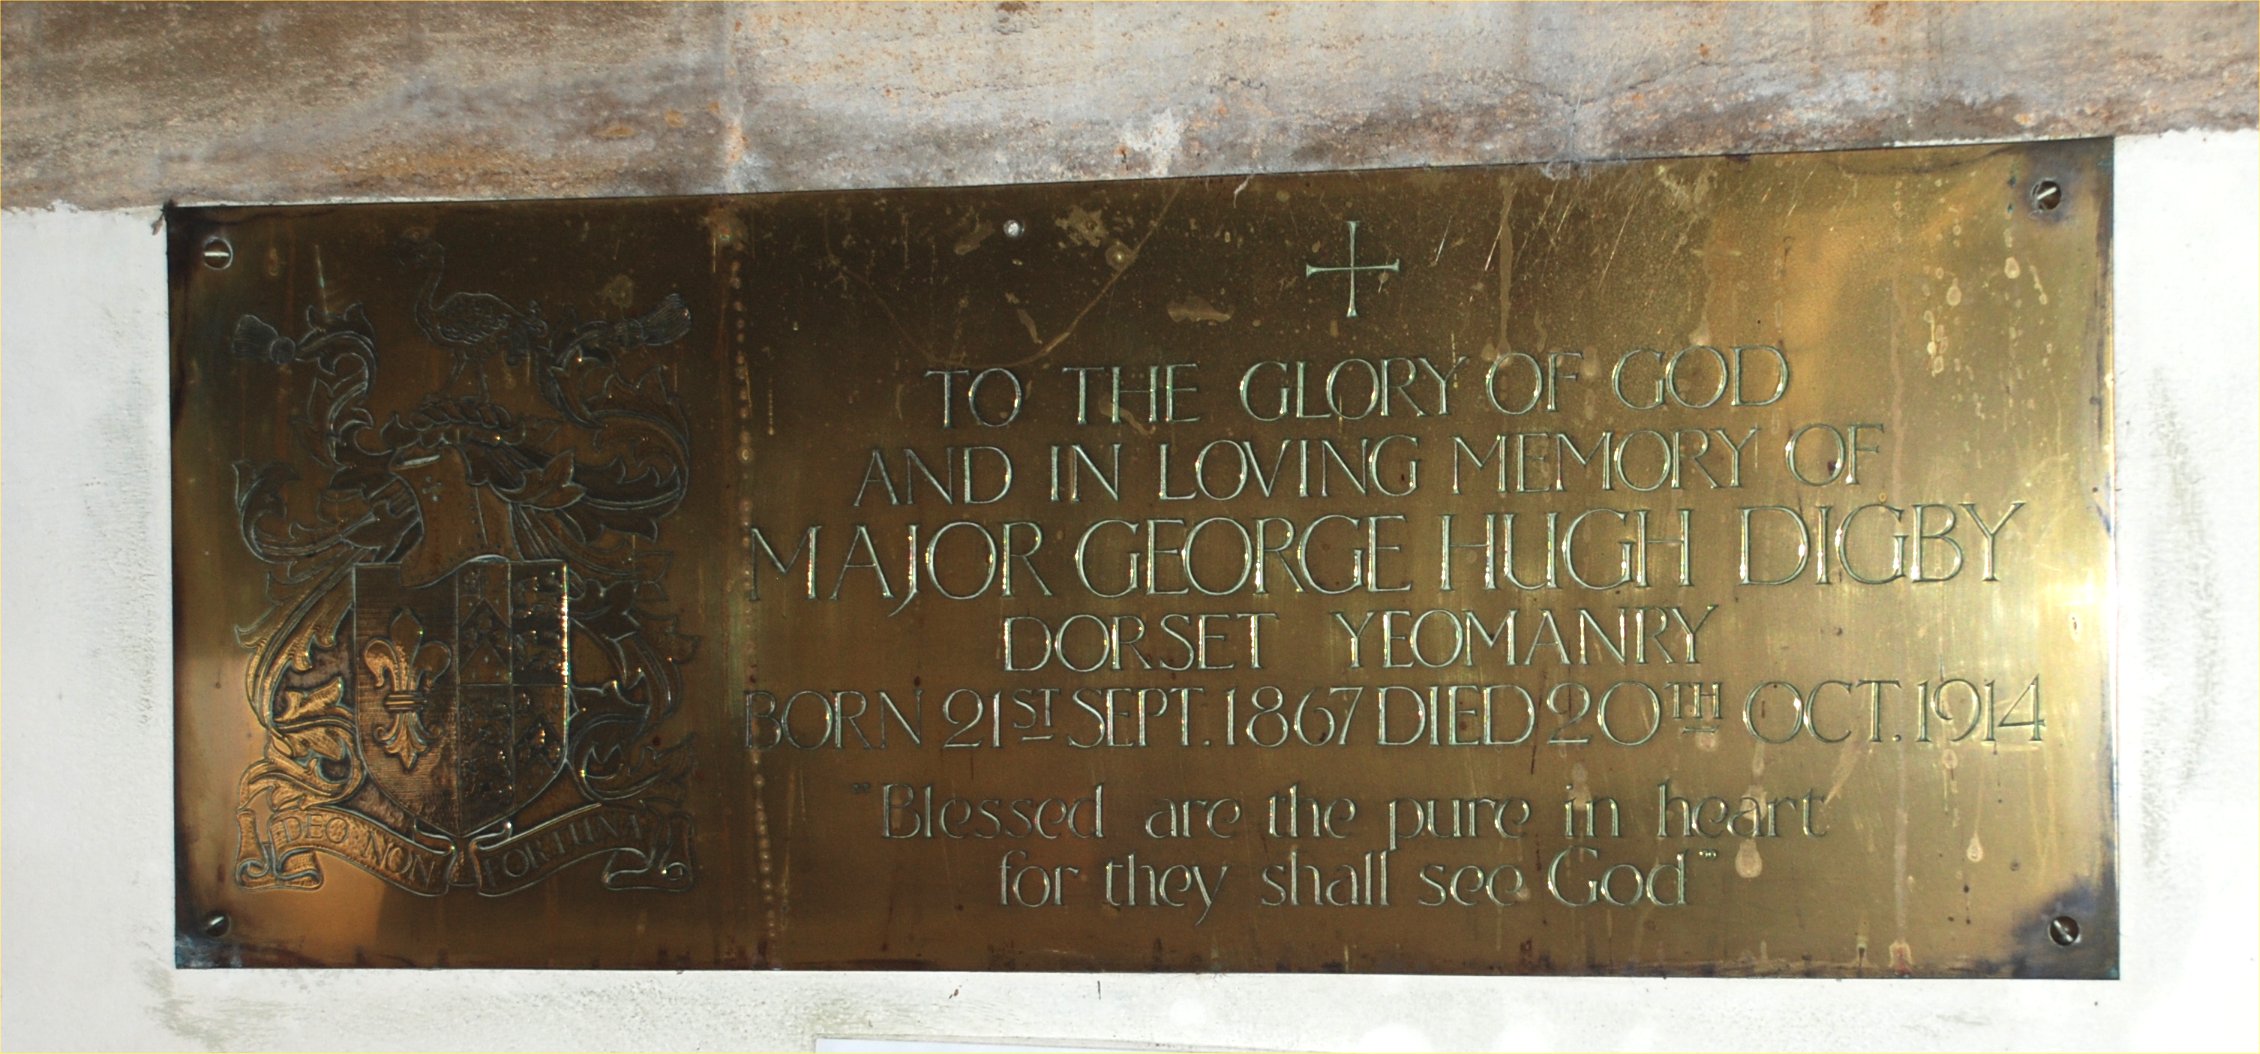 TO THE GLORY OF GOD
AND IN LOVING MEMORY OF
MAJOR GEORGE HUGH DIGBY
DORSET YEOMANRY
BORN 21ST SEPT. 1867 DIED 20TH OCT. 1914
"Blessed are the pure in heart
for they shall see God"
DEO NON FORTUNA